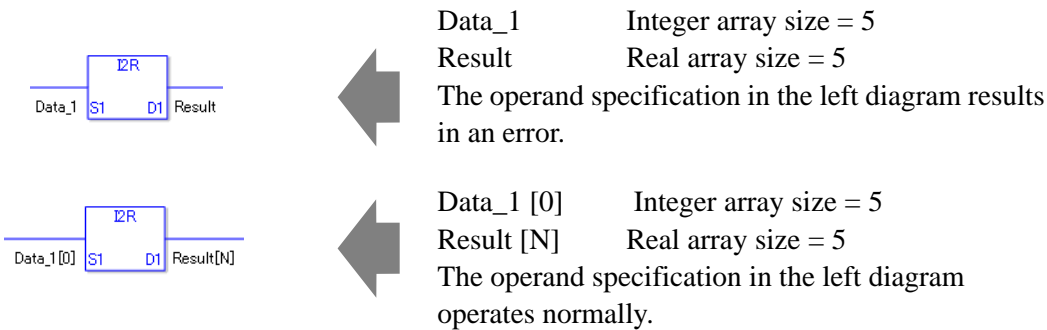 I2R
Data_1 S1 D1 Result
Data_1 Integer array size = 5
Result Real array size = 5
The operand specification in the left diagram results
in an error.
I2R
Data_1[0] S1 D1 Result[N]
Data_1 [0] Integer array size = 5
Result [N] Real array size = 5
The operand specification in the left diagram
operates normally.